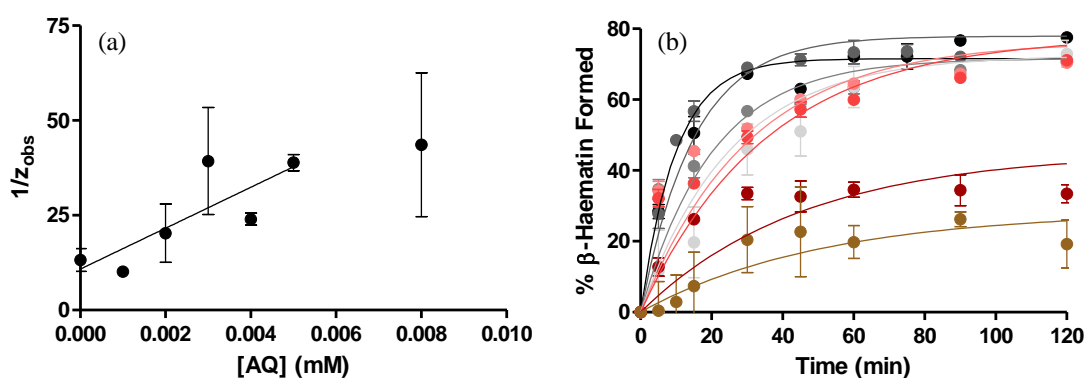 (a)
75
50
25
0
1/zobs
0.000 0.002 0.004 0.006 0.008 0.010
[AQ] (mM)
(b)
80
60
40
20
0
% β-Haematin Formed
0 20 40 60 80 100 120
Time (min)